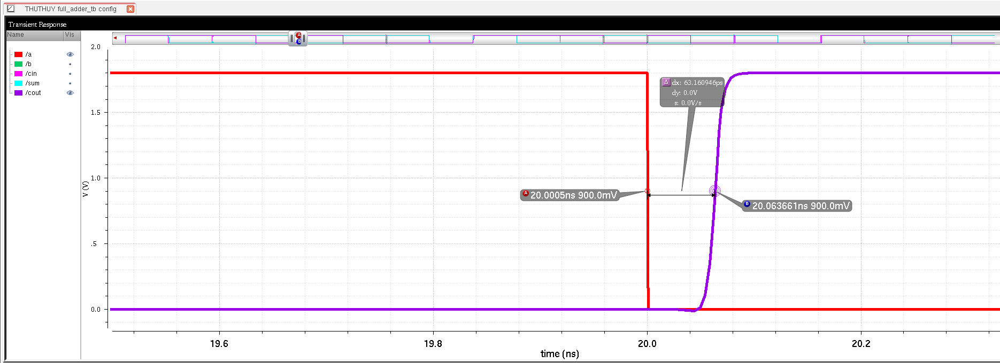 THUTHUY full_adder_tb config
Transient Response
Name Vis
/a
/b
/cin
/sum
/cout
A
B
2.0
1.5
1.0
.5
0.0
V (V)
Δ dx: 63.160946ps
dy: 0.0V
s: 0.0V/s
A 20.0005ns 900.0mV
B 20.063661ns 900.0mV
19.6 19.8 20.0 20.2
time (ns)